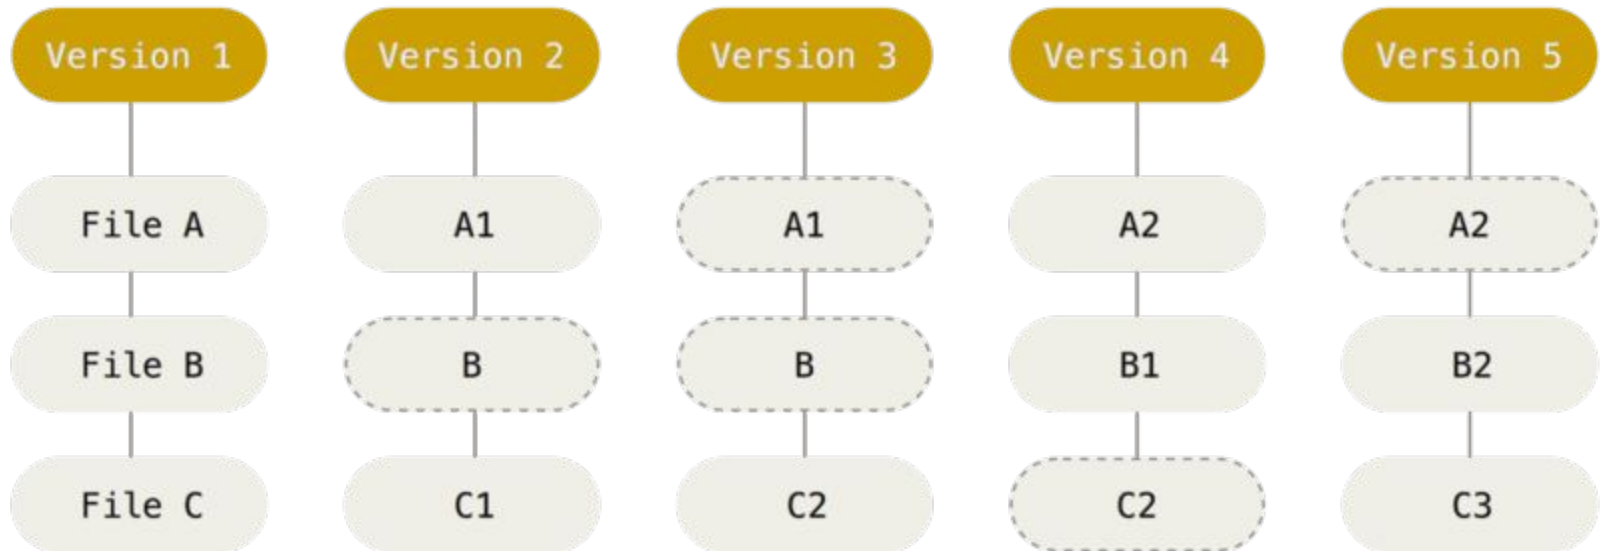 Version 1
Version 2
Version 3
Version 4
Version 5
File A
A1
A1
A2
A2
File B
B
B
B1
B2
File C
C1
C2
C2
C3